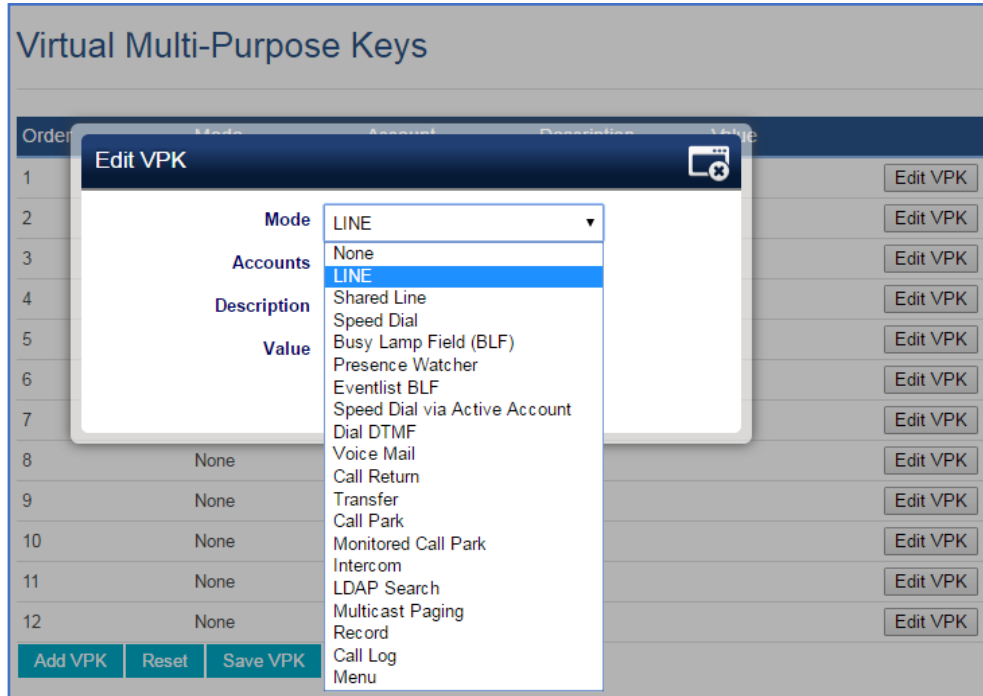 Virtual Multi-Purpose Keys
Order Mode Account Description Value
Edit VPK
1 Edit VPK
2 Edit VPK
3 Edit VPK
4 Edit VPK
5 Edit VPK
6 Edit VPK
7 Edit VPK
8 None Edit VPK
9 None Edit VPK
10 None Edit VPK
11 None Edit VPK
12 None Edit VPK
Mode LINE
Accounts
Description
Value
None
LINE
Shared Line
Speed Dial
Busy Lamp Field (BLF)
Presence Watcher
Eventlist BLF
Speed Dial via Active Account
Dial DTMF
Voice Mail
Call Return
Transfer
Call Park
Monitored Call Park
Intercom
LDAP Search
Multicast Paging
Record
Call Log
Menu
Add VPK Reset Save VPK